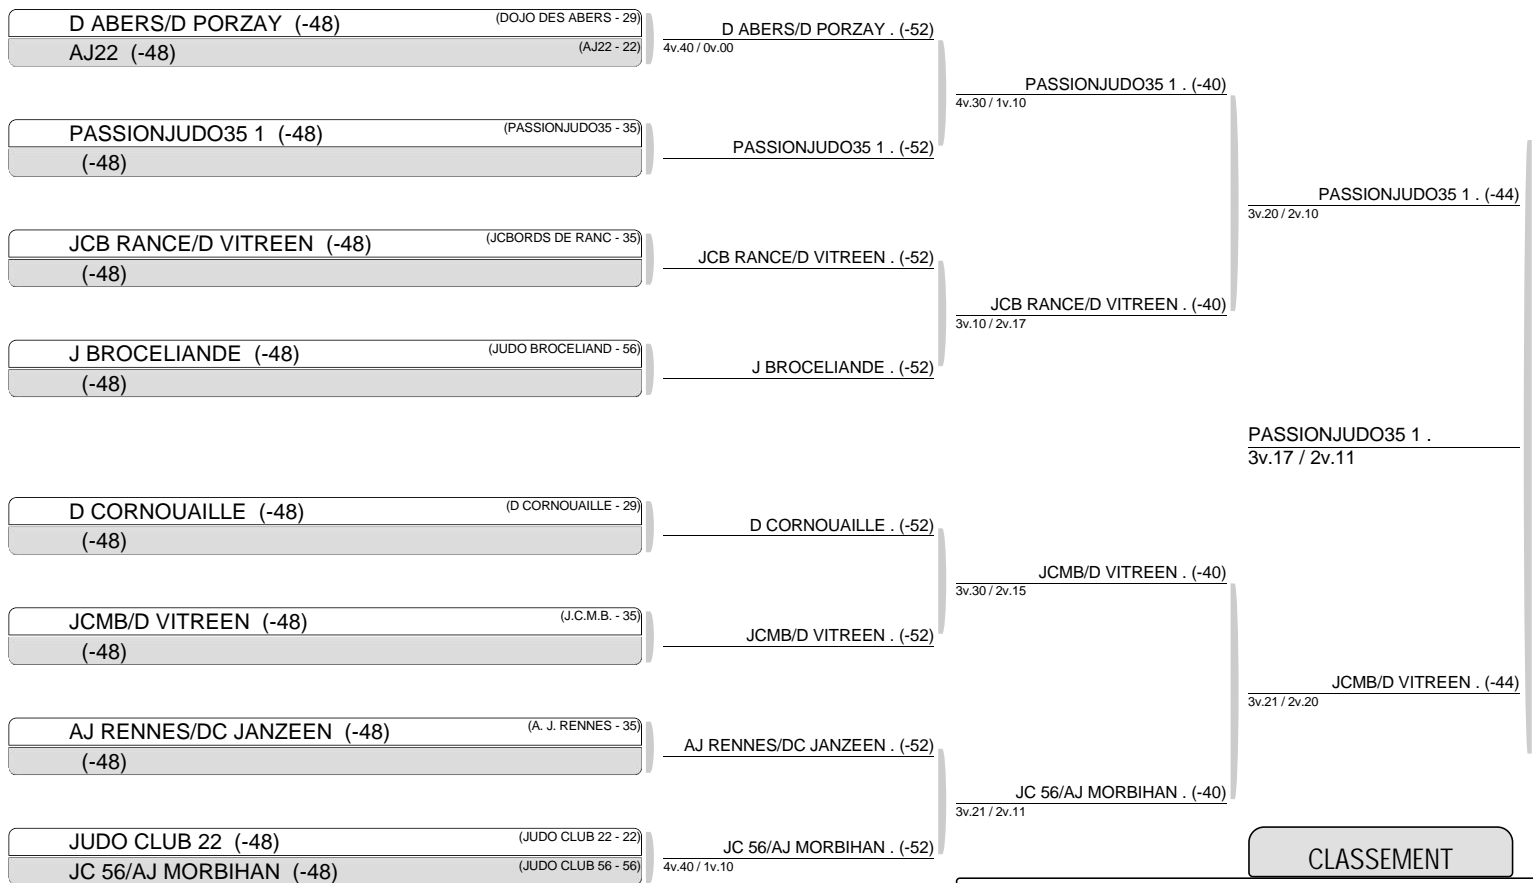 D ABERS/D PORZAY (-48) (DOJO DES ABERS - 29)
AJ22 (-48) (AJ22 - 22)
PASSIONJUDO35 1 (-48) (PASSIONJUDO35 - 35)
(-48)
JCB RANCE/D VITREEN (-48) (JCBORDS DE RANC - 35)
(-48)
J BROCELIANDE (-48) (JUDO BROCELIAND - 56)
(-48)
D CORNOUAILLE (-48) (D CORNOUAILLE - 29)
(-48)
JCMB/D VITREEN (-48) (J.C.M.B. - 35)
(-48)
AJ RENNES/DC JANZEEN (-48) (A. J. RENNES - 35)
(-48)
JUDO CLUB 22 (-48) (JUDO CLUB 22 - 22)
JC 56/AJ MORBIHAN (-48) (JUDO CLUB 56 - 56)
D ABERS/D PORZAY . (-52)
4v.40 / 0v.00
PASSIONJUDO35 1 . (-52)
JCB RANCE/D VITREEN . (-52)
J BROCELIANDE . (-52)
D CORNOUAILLE . (-52)
JCMB/D VITREEN . (-52)
AJ RENNES/DC JANZEEN . (-52)
JC 56/AJ MORBIHAN . (-52)
4v.40 / 1v.10
PASSIONJUDO35 1 . (-40)
4v.30 / 1v.10
JCB RANCE/D VITREEN . (-40)
3v.10 / 2v.17
JCMB/D VITREEN . (-40)
3v.30 / 2v.15
JC 56/AJ MORBIHAN . (-40)
3v.21 / 2v.11
PASSIONJUDO35 1 . (-44)
3v.20 / 2v.10
PASSIONJUDO35 1 .
3v.17 / 2v.11
JCMB/D VITREEN . (-44)
3v.21 / 2v.20
CLASSEMENT